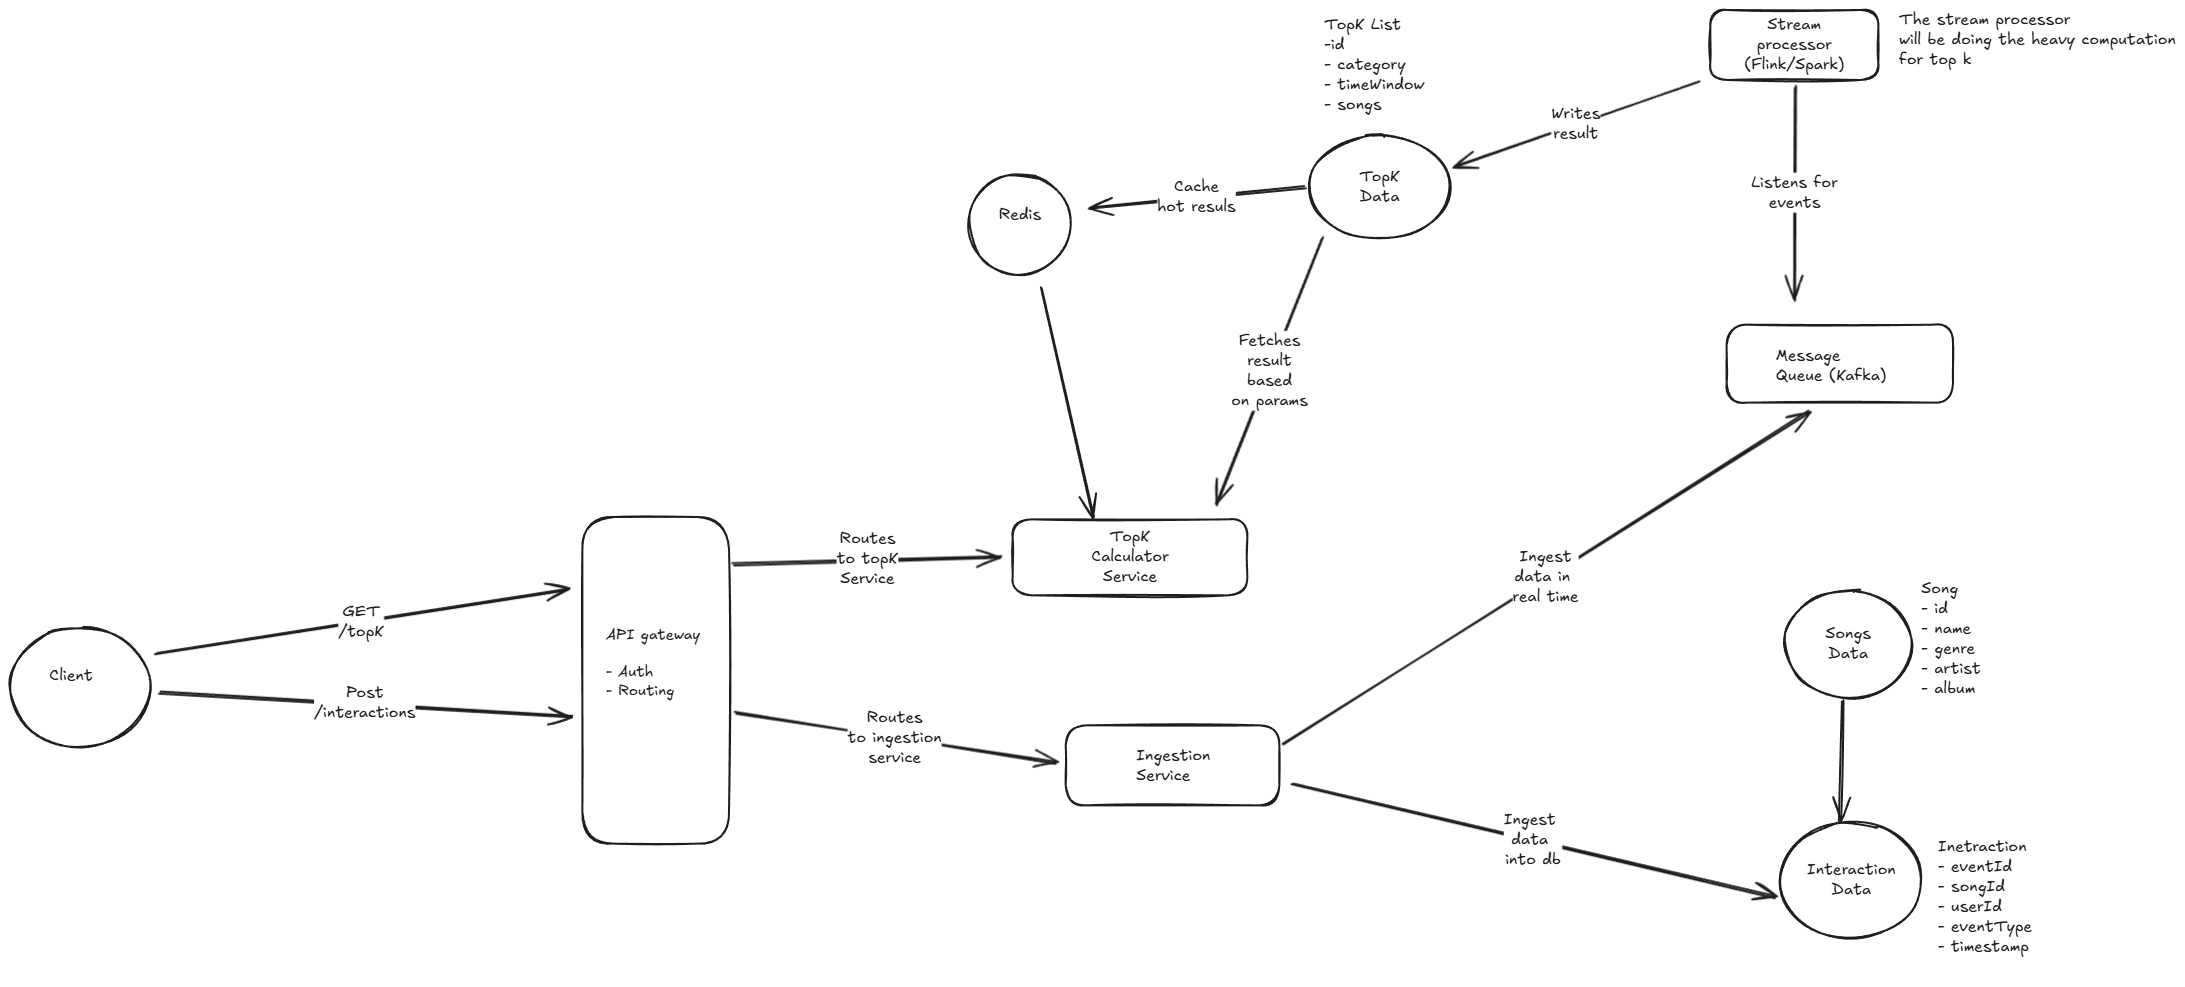 TopK List
-id
- category
- timeWindow
- songs
Stream
processor
(Flink/Spark)
The stream processor
will be doing the heavy computation
for top k
Writes
result
TopK
Data
Cache
hot resuls
Redis
Listens for
events
Fetches
result
based
on params
Message
Queue (Kafka)
Routes
to topK
Service
TopK
Calculator
Service
Ingest
data in
real time
GET
/topK
Client
Post
/interactions
API gateway
- Auth
- Routing
Routes
to ingestion
service
Ingestion
Service
Songs
Data
Song
- id
- name
- genre
- artist
- album
Ingest
data
into db
Interaction
Data
Inetraction
- eventId
- songId
- userId
- eventType
- timestamp